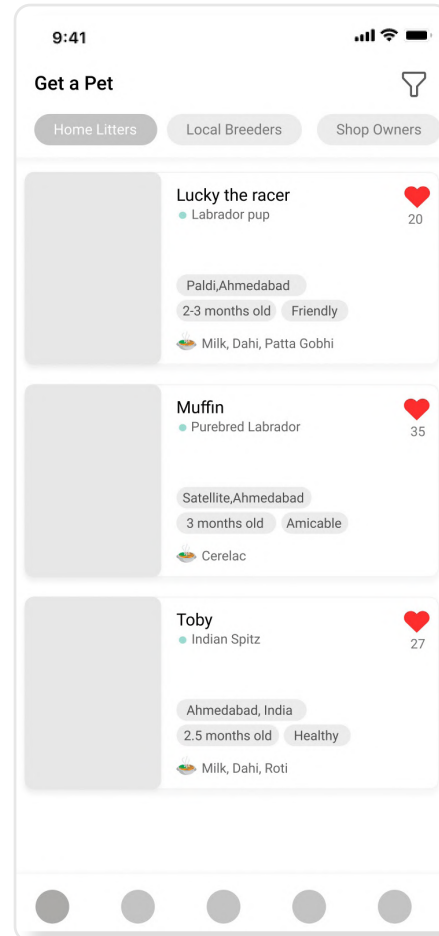 9:41
Get a Pet
Home Litters Local Breeders Shop Owners
Lucky the racer
Labrador pup
20
Paldi,Ahmedabad
2-3 months old Friendly
Milk, Dahi, Patta Gobhi
Muffin
Purebred Labrador
35
Satellite,Ahmedabad
3 months old Amicable
Cerelac
Toby
Indian Spitz
27
Ahmedabad, India
2.5 months old Healthy
Milk, Dahi, Roti